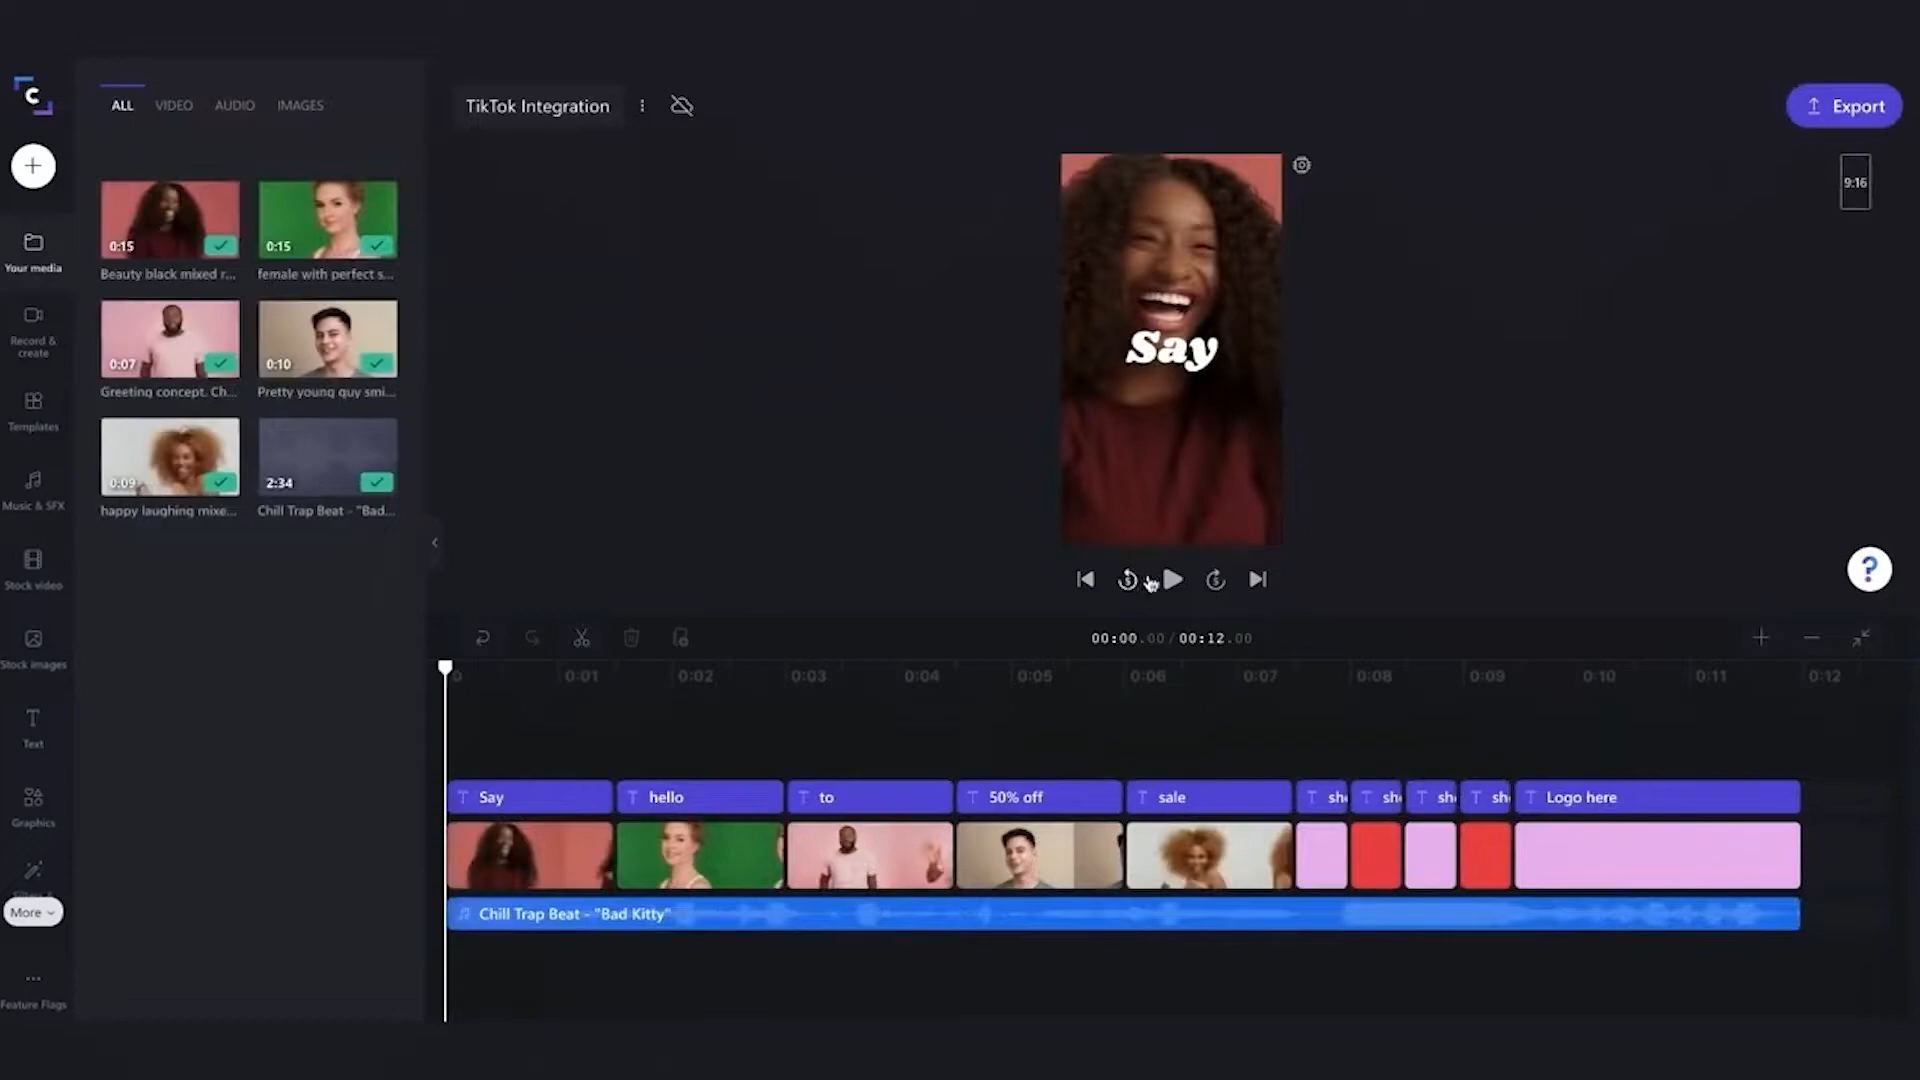 C
ALL VIDEO AUDIO IMAGES
TikTok Integration
Export
9:16
Your media
Record & create
Templates
Music & SFX
Stock video
Stock images
Text
Graphics
More
Feature Flags
0:15
Beauty black mixed r...
0:15
female with perfect s...
0:07
Greeting concept. Ch...
0:10
Pretty young guy smi...
0:09
happy laughing mixe...
2:34
Chill Trap Beat - "Bad...
Say
5
5
?
00:00.00 / 00:12.00
0 0:01 0:02 0:03 0:04 0:05 0:06 0:07 0:08 0:09 0:10 0:11 0:12
T Say T hello T to T 50% off T sale T sh T sh T sh T sh T Logo here
Chill Trap Beat - "Bad Kitty"